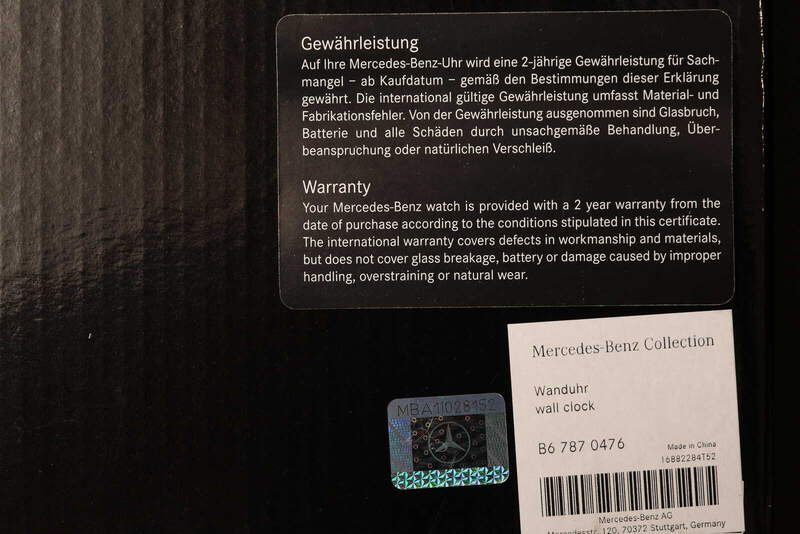 Gewährleistung
Auf Ihre Mercedes-Benz-Uhr wird eine 2-jährige Gewährleistung für Sach-
mangel – ab Kaufdatum – gemäß den Bestimmungen dieser Erklärung
gewährt. Die international gültige Gewährleistung umfasst Material- und
Fabrikationsfehler. Von der Gewährleistung ausgenommen sind Glasbruch,
Batterie und alle Schäden durch unsachgemäße Behandlung, Über-
beanspruchung oder natürlichen Verschleiß.
Warranty
Your Mercedes-Benz watch is provided with a 2 year warranty from the
date of purchase according to the conditions stipulated in this certificate.
The international warranty covers defects in workmanship and materials,
but does not cover glass breakage, battery or damage caused by improper
handling, overstraining or natural wear.
Mercedes-Benz Collection
Wanduhr
wall clock
B6 787 0476
Made in China
16882284T52
MBA11028152
Mercedes-Benz AG
Mercedesstr. 120, 70372 Stuttgart, Germany